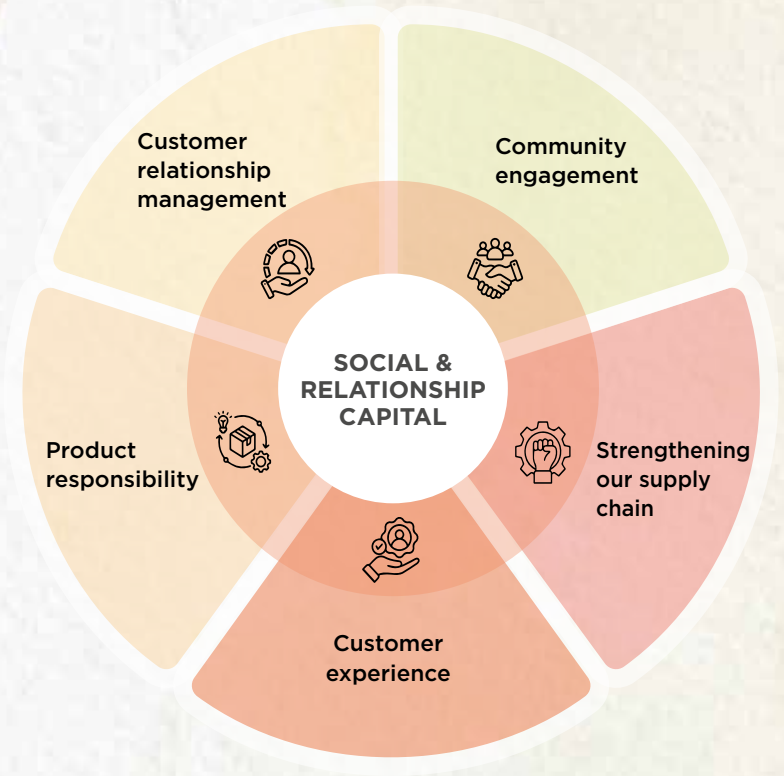 Customer
relationship
management
Community
engagement
SOCIAL &
RELATIONSHIP
CAPITAL
Product
responsibility
Strengthening
our supply
chain
Customer
experience